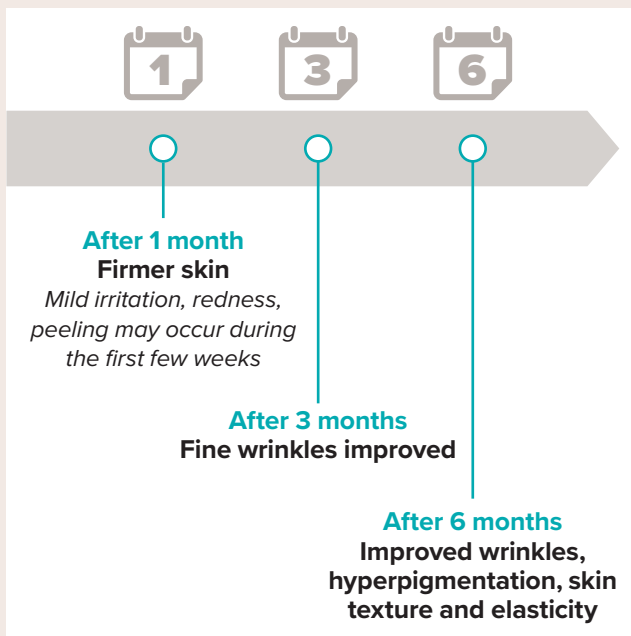 1
3
6
After 1 month
Firmer skin
Mild irritation, redness,
peeling may occur during
the first few weeks
After 3 months
Fine wrinkles improved
After 6 months
Improved wrinkles,
hyperpigmentation, skin
texture and elasticity